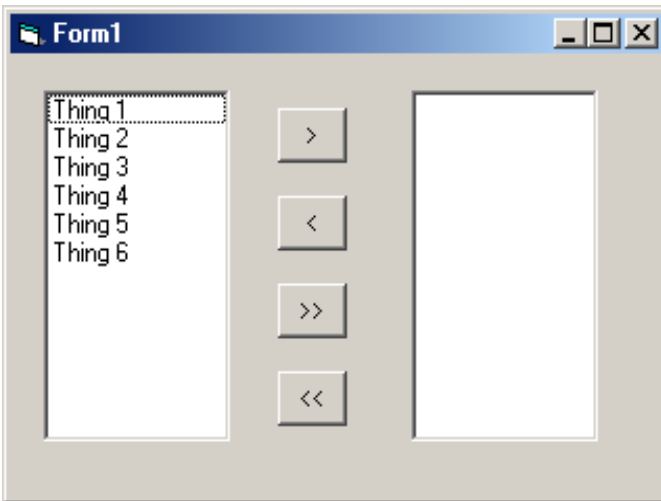 Form1
Thing 1
Thing 2
Thing 3
Thing 4
Thing 5
Thing 6
>
<
>>
<<